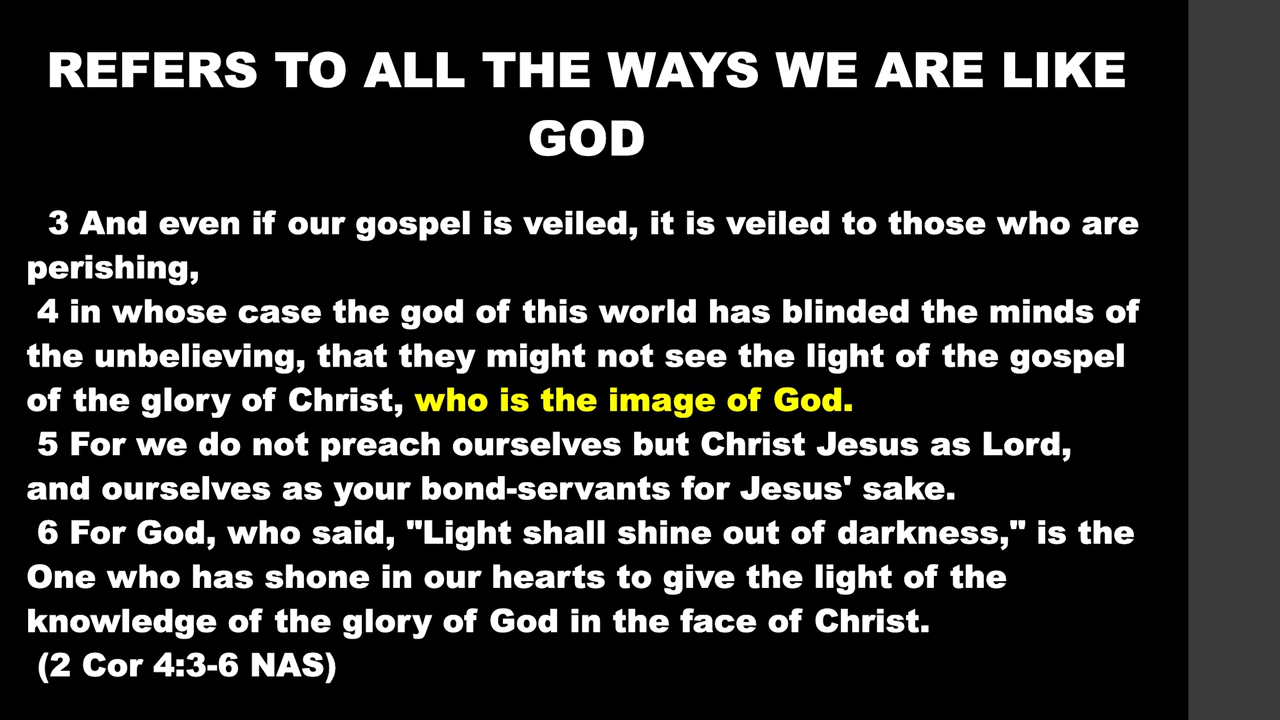 REFERS TO ALL THE WAYS WE ARE LIKE
GOD
3 And even if our gospel is veiled, it is veiled to those who are
perishing,
4 in whose case the god of this world has blinded the minds of
the unbelieving, that they might not see the light of the gospel
of the glory of Christ, who is the image of God.
5 For we do not preach ourselves but Christ Jesus as Lord,
and ourselves as your bond-servants for Jesus' sake.
6 For God, who said, "Light shall shine out of darkness," is the
One who has shone in our hearts to give the light of the
knowledge of the glory of God in the face of Christ.
(2 Cor 4:3-6 NAS)